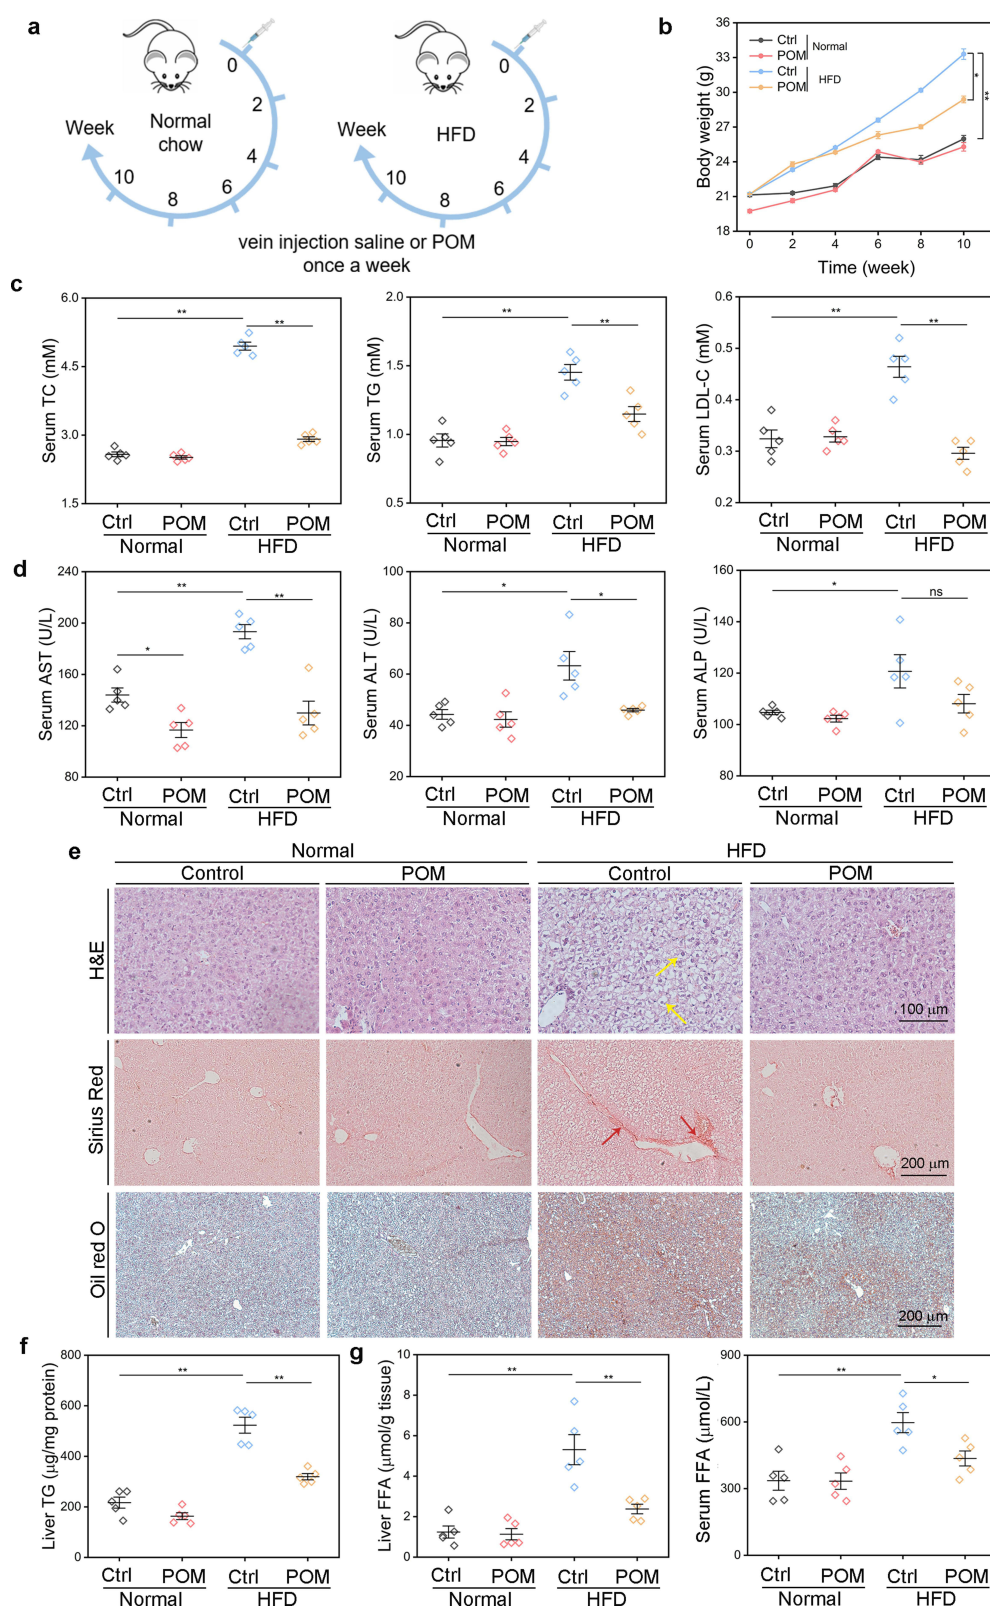 a
0
2
4
6
8
10
Week
Normal
chow
0
2
4
6
8
10
Week
HFD
vein injection saline or POM
once a week
b
Body weight (g)
36
33
30
27
24
21
18
0 2 4 6 8 10
Time (week)
Ctrl
POM
Normal
Ctrl
POM
HFD
*
**
c
Serum TC (mM)
6.0
4.5
3.0
1.5
** **
Ctrl POM Ctrl POM
Normal HFD
Serum TG (mM)
2.0
1.5
1.0
0.5
** **
Ctrl POM Ctrl POM
Normal HFD
Serum LDL-C (mM)
0.6
0.5
0.4
0.3
0.2
** **
Ctrl POM Ctrl POM
Normal HFD
d
Serum AST (U/L)
240
200
160
120
80
** **
*
Ctrl POM Ctrl POM
Normal HFD
Serum ALT (U/L)
100
80
60
40
20
* *
Ctrl POM Ctrl POM
Normal HFD
Serum ALP (U/L)
160
140
120
100
80
* ns
Ctrl POM Ctrl POM
Normal HFD
e
Normal HFD
Control POM Control POM
H&E
100 μm
Sirius Red
200 μm
Oil red O
200 μm
f
Liver TG (μg/mg protein)
800
600
400
200
0
** **
Ctrl POM Ctrl POM
Normal HFD
g
Liver FFA (μmol/g tissue)
10
8
6
4
2
0
** **
Ctrl POM Ctrl POM
Normal HFD
Serum FFA (μmol/L)
900
600
300
0
** *
Ctrl POM Ctrl POM
Normal HFD